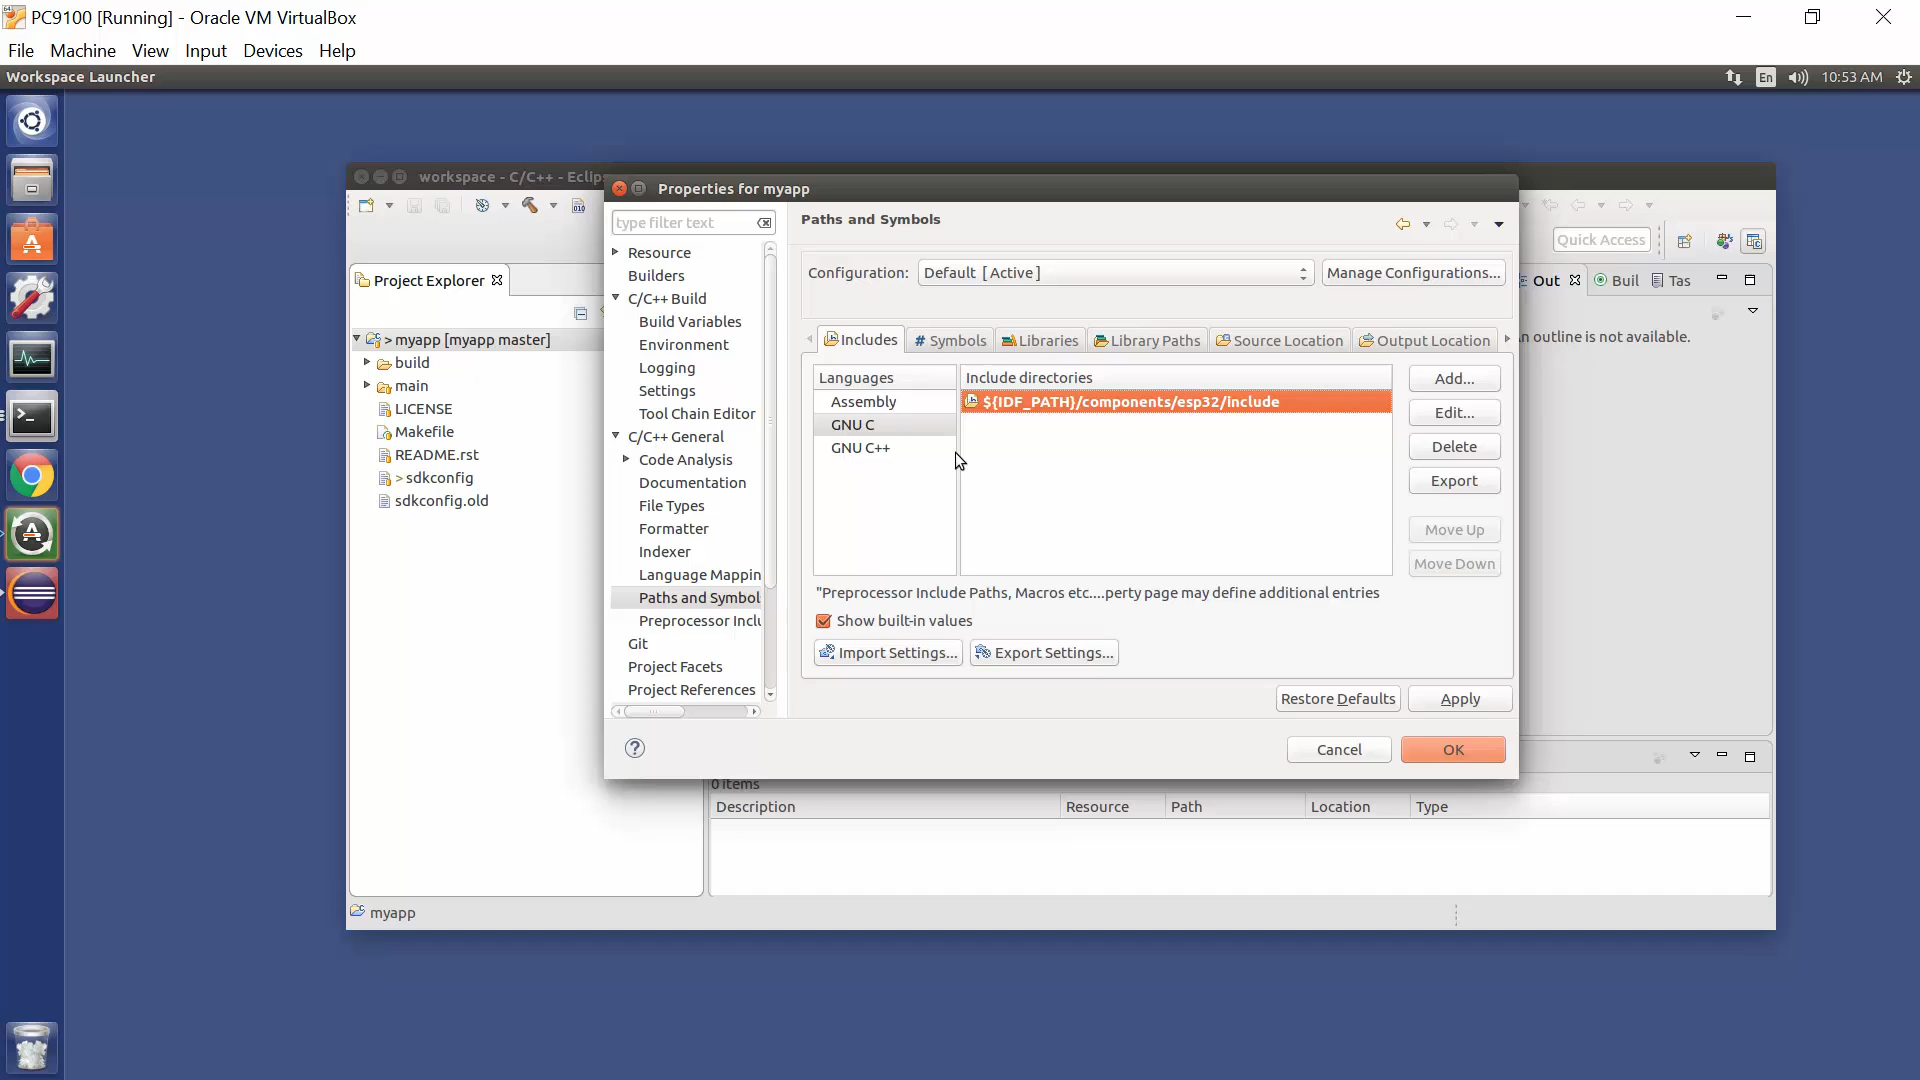 PC9100 [Running] - Oracle VM VirtualBox
File Machine View Input Devices Help
Workspace Launcher
En 10:53 AM
workspace - C/C++ - Eclip
Properties for myapp
type filter text
Resource
Builders
C/C++ Build
Build Variables
Environment
Logging
Settings
Tool Chain Editor
C/C++ General
Code Analysis
Documentation
File Types
Formatter
Indexer
Language Mappin
Paths and Symbol
Preprocessor Inclu
Git
Project Facets
Project References
Paths and Symbols
Configuration: Default [ Active ] Manage Configurations...
Includes # Symbols Libraries Library Paths Source Location Output Location
Languages
Assembly
GNU C
GNU C++
Include directories
${IDF_PATH}/components/esp32/include
Add...
Edit...
Delete
Export
Move Up
Move Down
"Preprocessor Include Paths, Macros etc....perty page may define additional entries
Show built-in values
Import Settings... Export Settings...
Restore Defaults Apply
Cancel OK
Project Explorer
> myapp [myapp master]
build
main
LICENSE
Makefile
README.rst
> sdkconfig
sdkconfig.old
Quick Access
Out Buil Tas
n outline is not available.
0 items
Description Resource Path Location Type
myapp